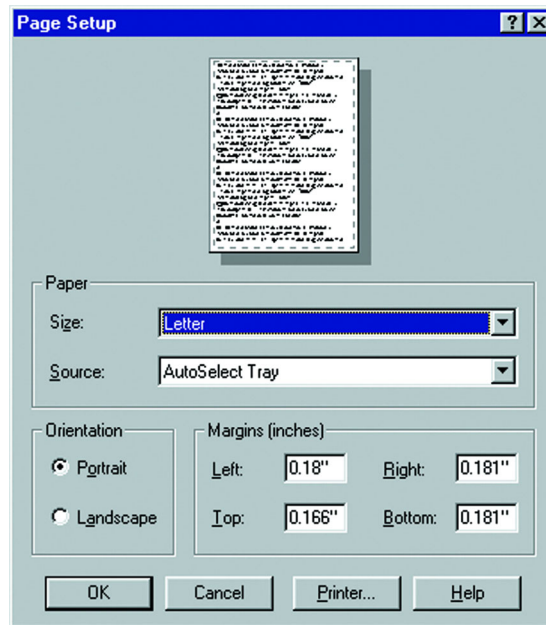 Page Setup
Paper
Size: Letter
Source: AutoSelect Tray
Orientation
Portrait
Landscape
Margins (inches)
Left: 0.18" Right: 0.181"
Top: 0.166" Bottom: 0.181"
OK Cancel Printer... Help